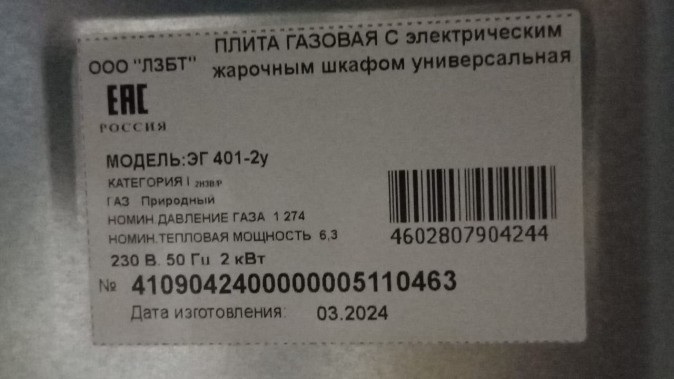 ПЛИТА ГАЗОВАЯ С электрическим
ООО "ЛЗБТ" жарочным шкафом универсальная
ЕАС
РОССИЯ
МОДЕЛЬ:ЭГ 401-2у
КАТЕГОРИЯ I 2Н3В/Р
ГАЗ Природный
НОМИН.ДАВЛЕНИЕ ГАЗА 1 274
НОМИН.ТЕПЛОВАЯ МОЩНОСТЬ 6,3
4602807904244
230 В. 50 Гц 2 кВт
№ 4109042400000005110463
Дата изготовления: 03.2024